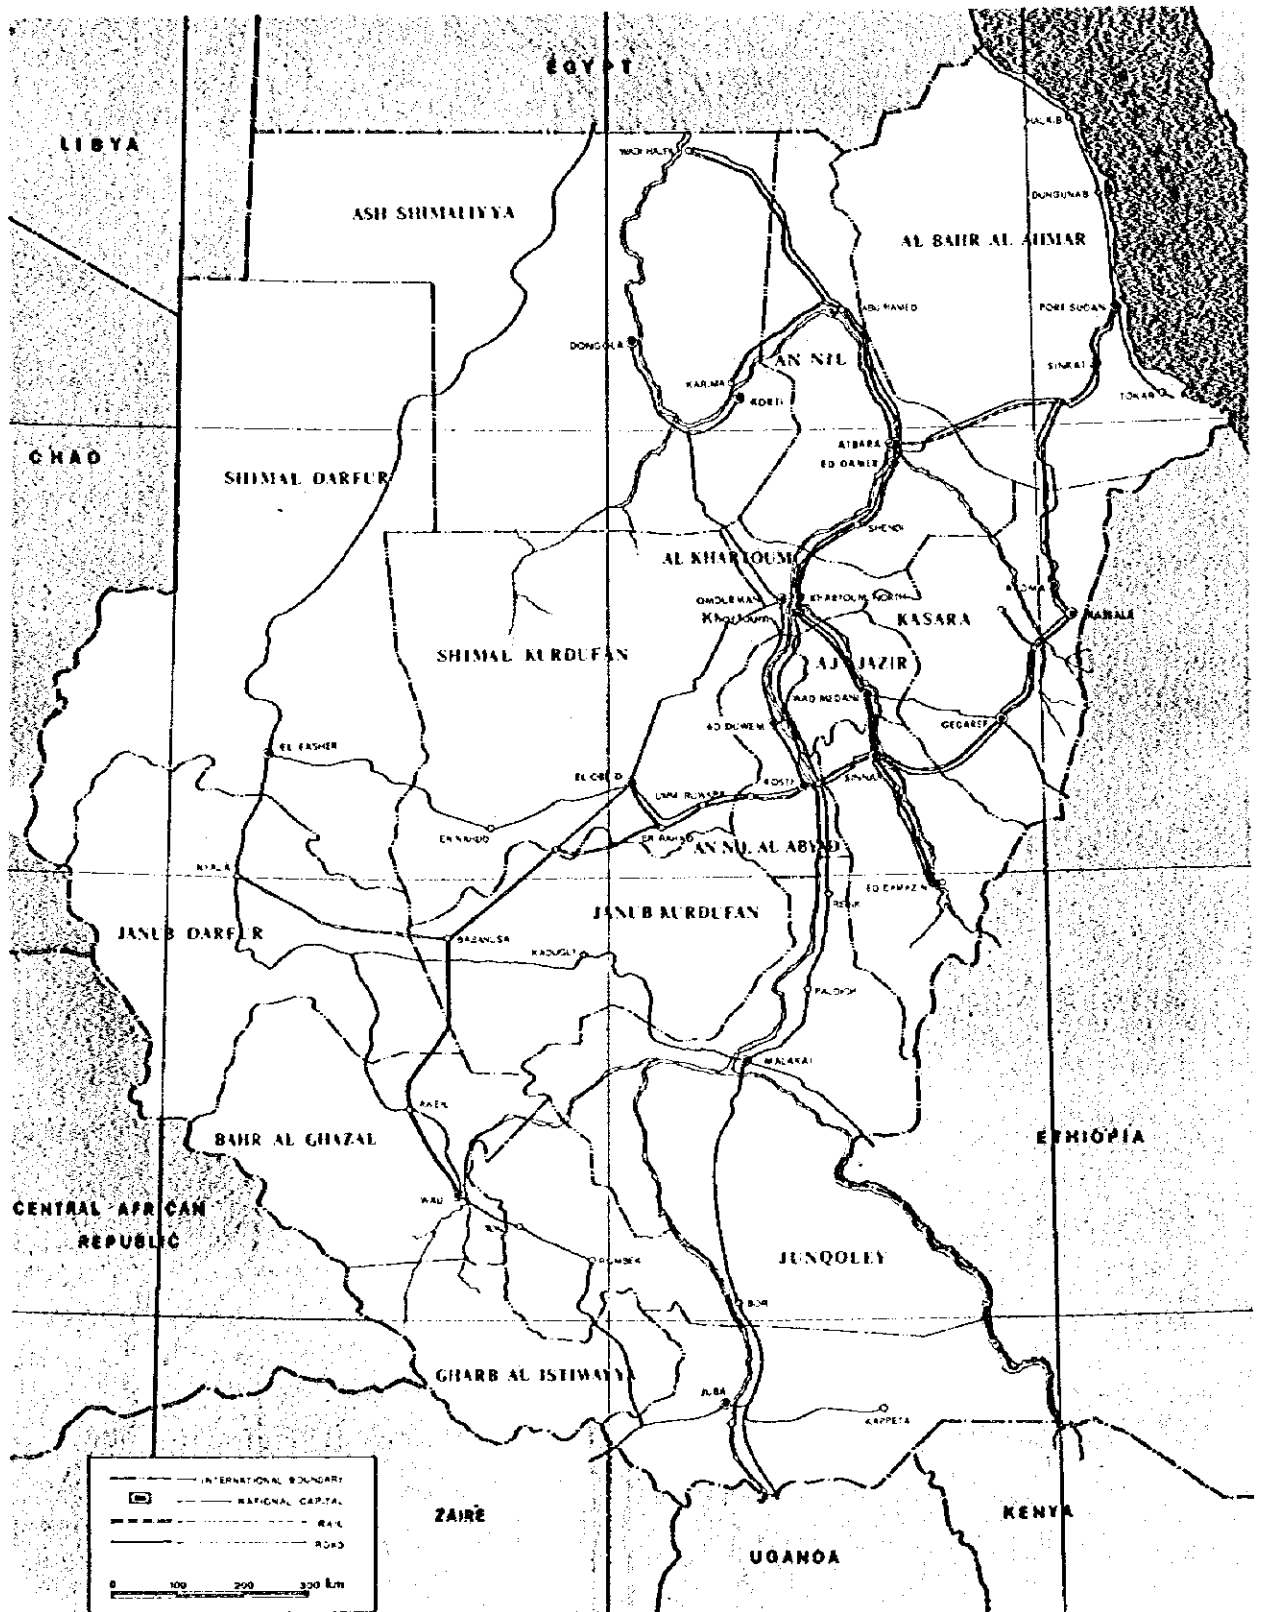 EGYPT
LIBYA
HALAIB
WADI HALFA
DUNGUNAB
ASH SHIMALIYYA
AL BAHR AL AHMAR
ABU HAMED
PORT SUDAN
DONGOLA
AN NIL
SINKAT
KARIMA
KORTI
TOKAR
ATBARA
CHAD
ED DAMER
SHIMAL DARFUR
SHENDI
AL KHARTOUM
OMDURMAN
KHARTOUM NORTH
Khartoum
KASARA
KASSALA
SHIMAL KURDUFAN
WAD MEDANI
ED DUWEM
GEDAREF
EL FASHER
EL OBEID
KOSTI
SINNAR
UMM RUWABA
EN NAHUD
ER RAHAD
AN NIL AL ABYAD
NYALA
ED DAMAZIN
RENK
JANUB DARFUR
JANUB KURDUFAN
BABANUSA
KADUGLI
PALOICH
MALAKAL
AWEIL
BAHR AL GHAZAL
ETHIOPIA
WAU
CENTRAL AFRICAN
REPUBLIC
RUMBEK
JUNQOLEY
BOR
GHARB AL ISTIWAYYA
JUBA
KAPPETA
INTERNATIONAL BOUNDARY
NATIONAL CAPITAL
RAIL
ROAD
0 100 200 300 km
ZAIRE
KENYA
UGANDA